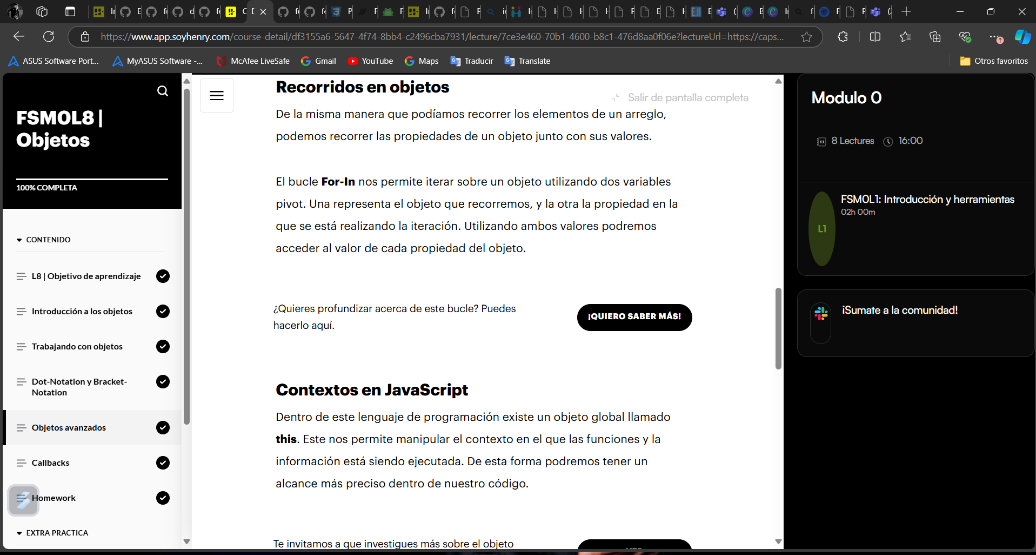 https://www.app.soyhenry.com/course-detail/df3155a6-5647-4f74-8bb4-c2496cba7931/lecture/7ce3e460-70b1-4600-b8c1-476d8aa0f06e?lectureUrl=https://caps...
ASUS Software Port...
MyASUS Software -...
McAfee LiveSafe
Gmail
YouTube
Maps
Traducir
Translate
Otros favoritos
FSM0L8 |
Objetos
100% COMPLETA
CONTENIDO
L8 | Objetivo de aprendizaje
Introducción a los objetos
Trabajando con objetos
Dot-Notation y Bracket-
Notation
Objetos avanzados
Callbacks
Homework
EXTRA PRACTICA
Recorridos en objetos
Salir de pantalla completa
De la misma manera que podíamos recorrer los elementos de un arreglo,
podemos recorrer las propiedades de un objeto junto con sus valores.
El bucle For-In nos permite iterar sobre un objeto utilizando dos variables
pivot. Una representa el objeto que recorremos, y la otra la propiedad en la
que se está realizando la iteración. Utilizando ambos valores podremos
acceder al valor de cada propiedad del objeto.
¿Quieres profundizar acerca de este bucle? Puedes
hacerlo aquí.
¡QUIERO SABER MÁS!
Contextos en JavaScript
Dentro de este lenguaje de programación existe un objeto global llamado
this. Este nos permite manipular el contexto en el que las funciones y la
información está siendo ejecutada. De esta forma podremos tener un
alcance más preciso dentro de nuestro código.
Te invitamos a que investigues más sobre el objeto
Modulo 0
8 Lectures
16:00
L1
FSM0L1: Introducción y herramientas
02h 00m
¡Sumate a la comunidad!